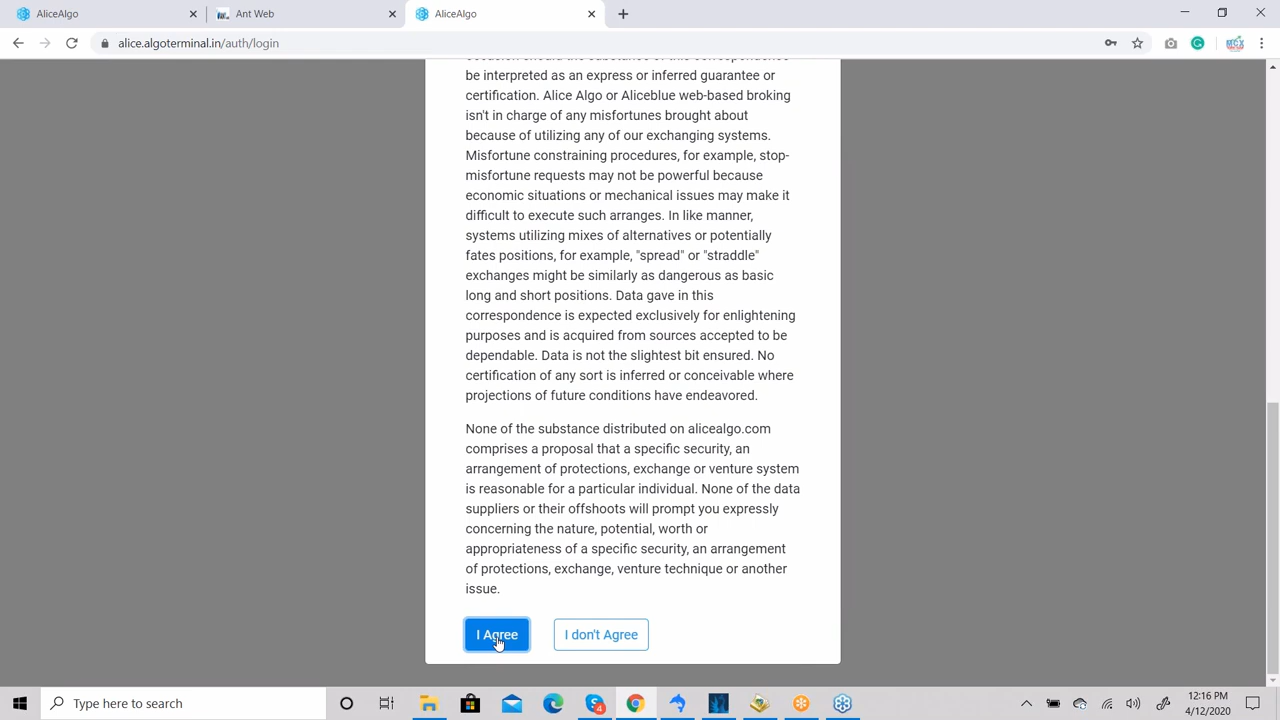 AliceAlgo
Ant Web
AliceAlgo
alice.algoterminal.in/auth/login
be interpreted as an express or inferred guarantee or
certification. Alice Algo or Aliceblue web-based broking
isn't in charge of any misfortunes brought about
because of utilizing any of our exchanging systems.
Misfortune constraining procedures, for example, stop-
misfortune requests may not be powerful because
economic situations or mechanical issues may make it
difficult to execute such arranges. In like manner,
systems utilizing mixes of alternatives or potentially
fates positions, for example, "spread" or "straddle"
exchanges might be similarly as dangerous as basic
long and short positions. Data gave in this
correspondence is expected exclusively for enlightening
purposes and is acquired from sources accepted to be
dependable. Data is not the slightest bit ensured. No
certification of any sort is inferred or conceivable where
projections of future conditions have endeavored.
None of the substance distributed on alicealgo.com
comprises a proposal that a specific security, an
arrangement of protections, exchange or venture system
is reasonable for a particular individual. None of the data
suppliers or their offshoots will prompt you expressly
concerning the nature, potential, worth or
appropriateness of a specific security, an arrangement
of protections, exchange, venture technique or another
issue.
I Agree
I don't Agree
Type here to search
4
12:16 PM
4/12/2020